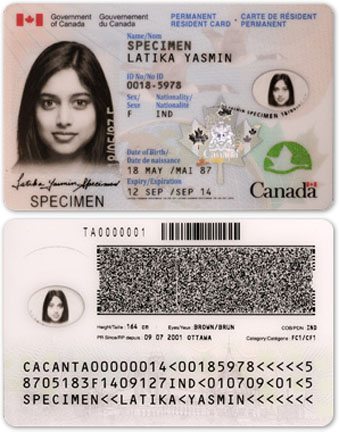 Government of Canada
Gouvernement du Canada
PERMANENT RESIDENT CARD
CARTE DE RÉSIDENT PERMANENT
Name/Nom
SPECIMEN
LATIKA YASMIN
ID No/No ID
0018-5978
Sex/Sexe Nationality/Nationalité
F IND
Date of Birth/
Date de naissance
18 MAY /MAI 87
Expiry/Expiration
12 SEP /SEP 14
Latika Yasmin Specimen
SPECIMEN
Canada
TA0000001
Height/Taille: 164 cm Eyes/Yeux: BROWN/BRUN COB/PDN: IND
PR Since/RP depuis: 09 07 2001 OTTAWA Category/Catégorie: FC1/CF1
CACANTA00000014<00185978<<<<<5
8705183F1409127IND<010709<01<5
SPECIMEN<<LATIKA<YASMIN<<<<<<<